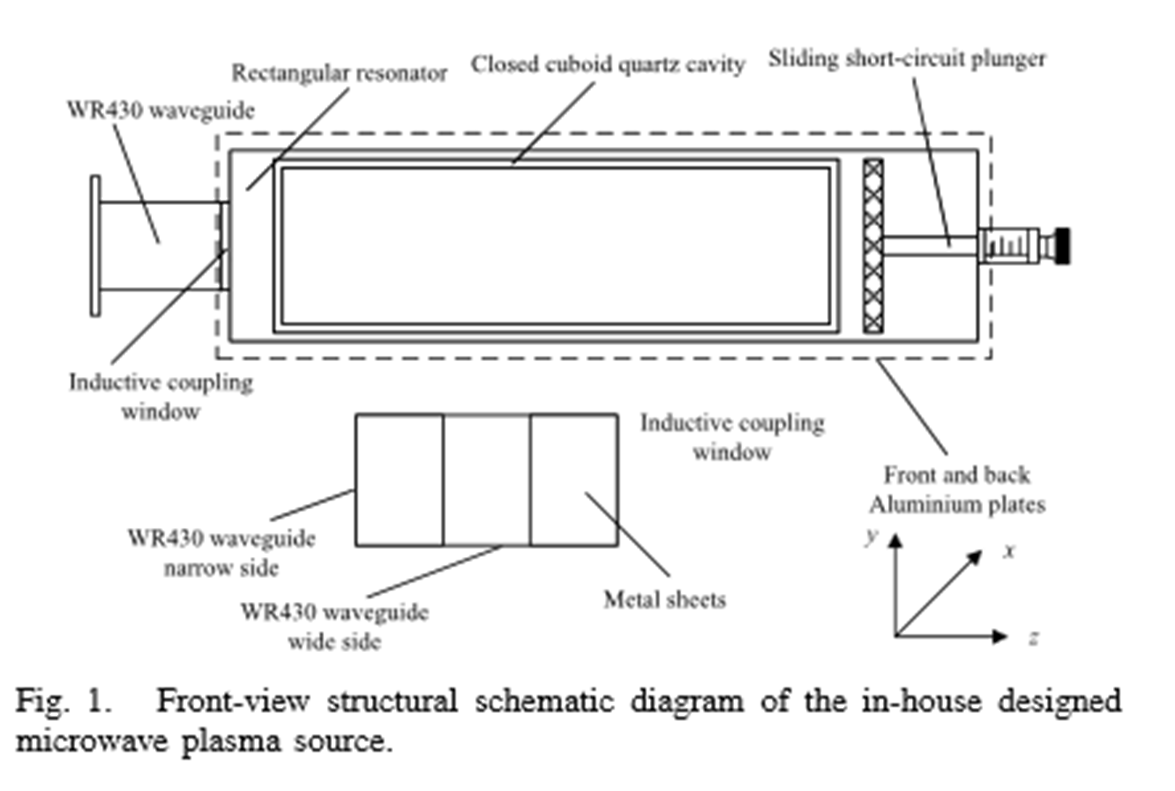 Rectangular resonator
Closed cuboid quartz cavity
Sliding short-circuit plunger
WR430 waveguide
Inductive coupling
window
Inductive coupling
window
Front and back
Aluminium plates
WR430 waveguide
narrow side
WR430 waveguide
wide side
Metal sheets
y
x
z
Fig. 1. Front-view structural schematic diagram of the in-house designed
microwave plasma source.